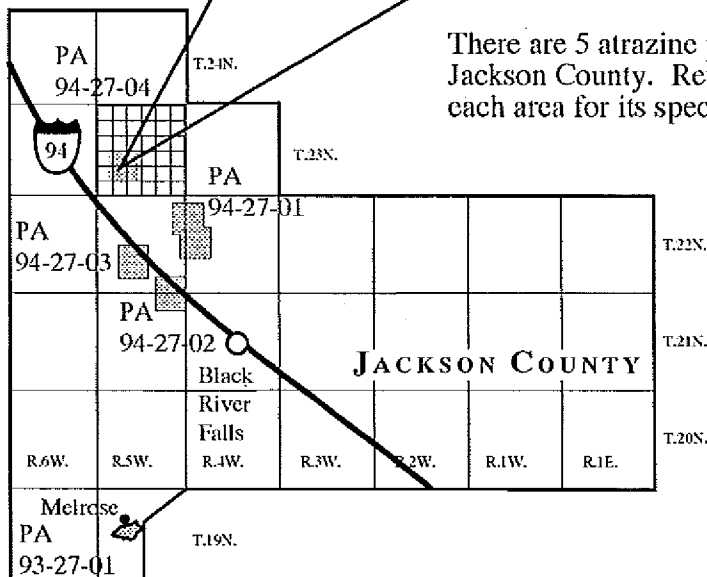 There are 5 atrazine
Jackson County. Re
each area for its spec
PA
94-27-04
T.24N.
94
T.23N.
PA
94-27-01
PA
94-27-03
T.22N.
PA
94-27-02
T.21N.
JACKSON COUNTY
Black
River
Falls
T.20N.
R.6W. R.5W. R.4W. R.3W. R.2W. R.1W. R.1E.
Melrose
PA
93-27-01
T.19N.